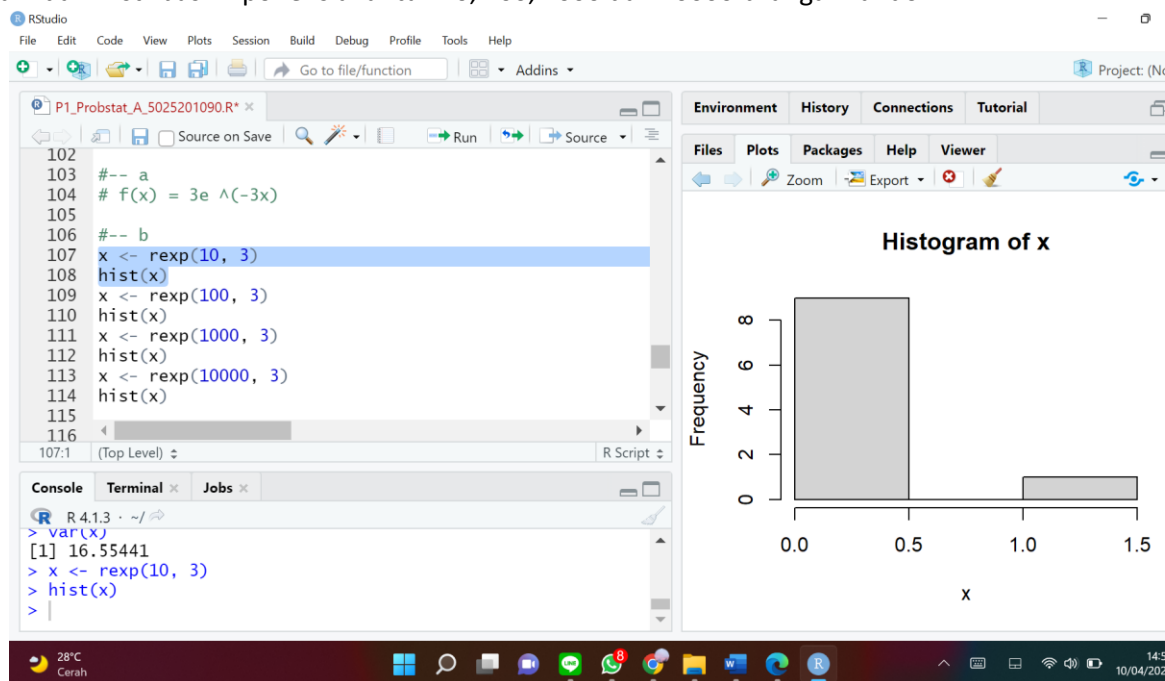 RStudio
File Edit Code View Plots Session Build Debug Profile Tools Help
Go to file/function Addins Project: (No
P1_Probstat_A_5025201090.R*
Source on Save Run Source
102
103 #-- a
104 # f(x) = 3e ^(-3x)
105
106 #-- b
107 x <- rexp(10, 3)
108 hist(x)
109 x <- rexp(100, 3)
110 hist(x)
111 x <- rexp(1000, 3)
112 hist(x)
113 x <- rexp(10000, 3)
114 hist(x)
115
116
107:1 (Top Level) R Script
Console Terminal Jobs
R 4.1.3 · ~/
> var(x)
[1] 16.55441
> x <- rexp(10, 3)
> hist(x)
>
Environment History Connections Tutorial
Files Plots Packages Help Viewer
Zoom Export
Histogram of x
Frequency
8
6
4
2
0
0.0 0.5 1.0 1.5
x
28°C
Cerah
8
14:5
10/04/202